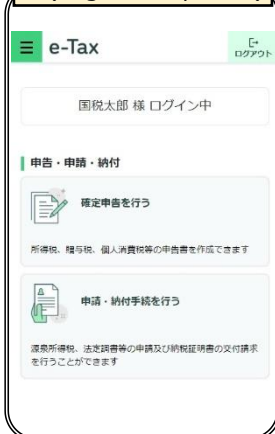 e-Tax
ログアウト
国税太郎 様 ログイン中
申告・申請・納付
確定申告を行う
所得税、贈与税、個人消費税等の申告書を作成できます
申請・納付手続を行う
源泉所得税、法定調書等の申請及び納税証明書の交付請求
を行うことができます